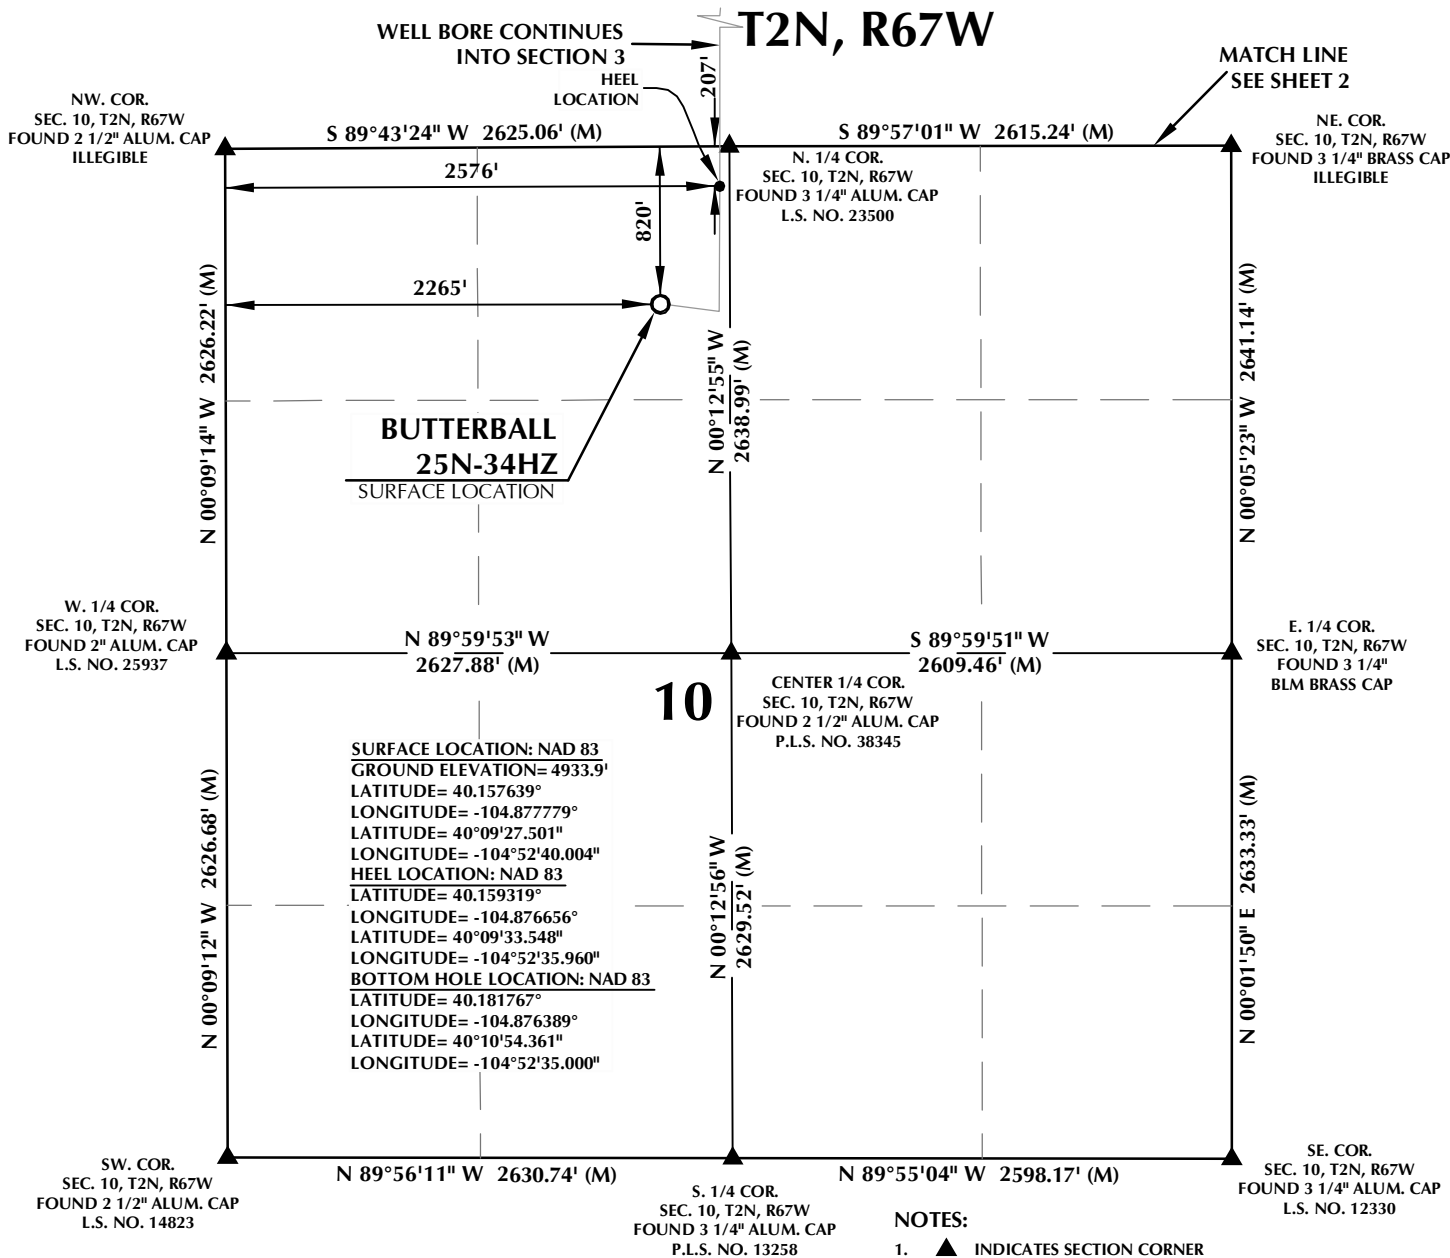 T2N, R67W
WELL BORE CONTINUES
INTO SECTION 3
HEEL
LOCATION
207'
MATCH LINE
SEE SHEET 2
NW. COR.
SEC. 10, T2N, R67W
FOUND 2 1/2" ALUM. CAP
ILLEGIBLE
S 89°43'24" W 2625.06' (M)
S 89°57'01" W 2615.24' (M)
NE. COR.
SEC. 10, T2N, R67W
FOUND 3 1/4" BRASS CAP
ILLEGIBLE
N. 1/4 COR.
SEC. 10, T2N, R67W
FOUND 3 1/4" ALUM. CAP
L.S. NO. 23500
2576'
820'
2265'
N 00°09'14" W 2626.22' (M)
N 00°12'55" W
2638.99' (M)
N 00°05'23" W 2641.14' (M)
BUTTERBALL
25N-34HZ
SURFACE LOCATION
W. 1/4 COR.
SEC. 10, T2N, R67W
FOUND 2" ALUM. CAP
L.S. NO. 25937
N 89°59'53" W
2627.88' (M)
S 89°59'51" W
2609.46' (M)
E. 1/4 COR.
SEC. 10, T2N, R67W
FOUND 3 1/4"
BLM BRASS CAP
10
CENTER 1/4 COR.
SEC. 10, T2N, R67W
FOUND 2 1/2" ALUM. CAP
P.L.S. NO. 38345
SURFACE LOCATION: NAD 83
GROUND ELEVATION= 4933.9'
LATITUDE= 40.157639°
LONGITUDE= -104.877779°
LATITUDE= 40°09'27.501"
LONGITUDE= -104°52'40.004"
HEEL LOCATION: NAD 83
LATITUDE= 40.159319°
LONGITUDE= -104.876656°
LATITUDE= 40°09'33.548"
LONGITUDE= -104°52'35.960"
BOTTOM HOLE LOCATION: NAD 83
LATITUDE= 40.181767°
LONGITUDE= -104.876389°
LATITUDE= 40°10'54.361"
LONGITUDE= -104°52'35.000"
N 00°09'12" W 2626.68' (M)
N 00°12'56" W
2629.52' (M)
N 00°01'50" E 2633.33' (M)
SW. COR.
SEC. 10, T2N, R67W
FOUND 2 1/2" ALUM. CAP
L.S. NO. 14823
N 89°56'11" W 2630.74' (M)
N 89°55'04" W 2598.17' (M)
S. 1/4 COR.
SEC. 10, T2N, R67W
FOUND 3 1/4" ALUM. CAP
P.L.S. NO. 13258
SE. COR.
SEC. 10, T2N, R67W
FOUND 3 1/4" ALUM. CAP
L.S. NO. 12330
NOTES:
1. ▲ INDICATES SECTION CORNER